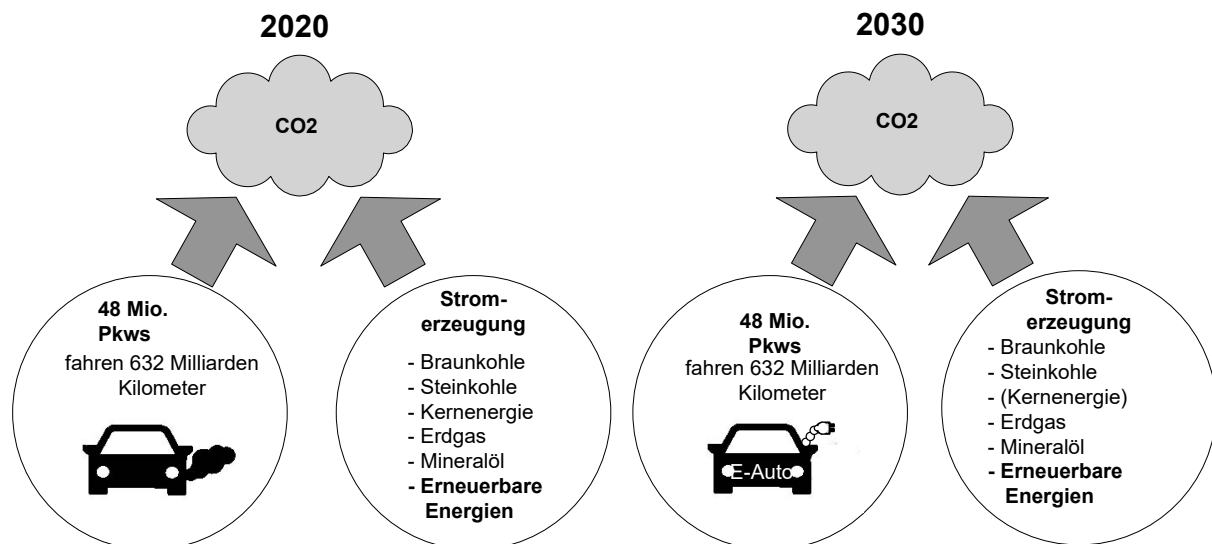 2020
CO2
48 Mio.
Pkws
fahren 632 Milliarden
Kilometer
Strom-
erzeugung
- Braunkohle
- Steinkohle
- Kernenergie
- Erdgas
- Mineralöl
- Erneuerbare
Energien
2030
CO2
48 Mio.
Pkws
fahren 632 Milliarden
Kilometer
E-Auto
Strom-
erzeugung
- Braunkohle
- Steinkohle
- (Kernenergie)
- Erdgas
- Mineralöl
- Erneuerbare
Energien